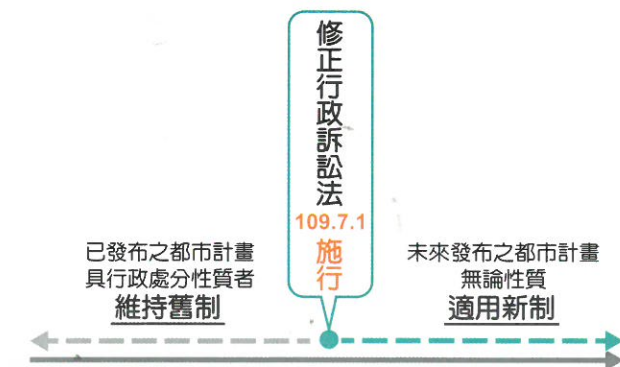 修正行政訴訟法
109.7.1
施行
已發布之都市計畫
具行政處分性質者
維持舊制
未來發布之都市計畫
無論性質
適用新制